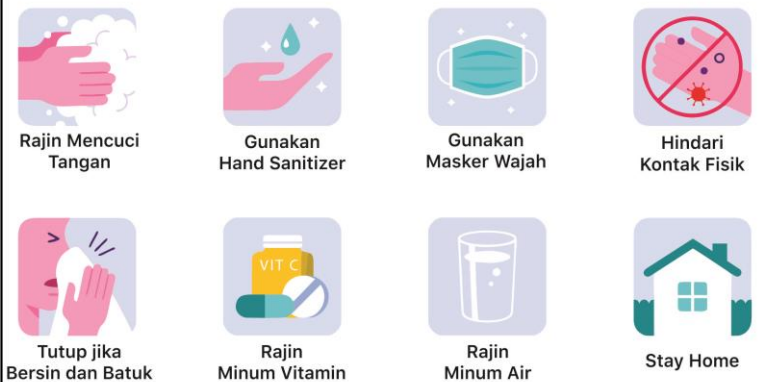 Rajin Mencuci
Tangan
Gunakan
Hand Sanitizer
Gunakan
Masker Wajah
Hindari
Kontak Fisik
VIT C
Tutup jika
Bersin dan Batuk
Rajin
Minum Vitamin
Rajin
Minum Air
Stay Home